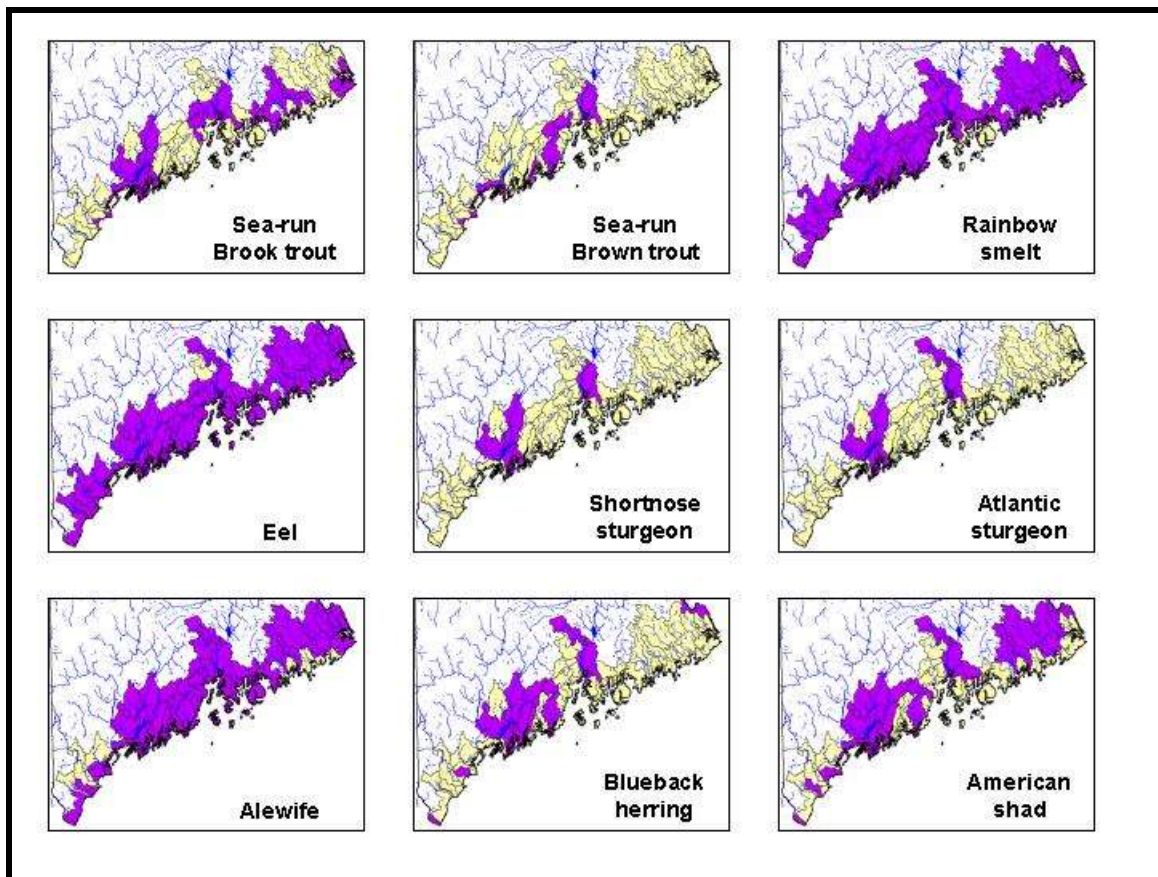 Sea-run
Brook trout
Sea-run
Brown trout
Rainbow
smelt
Eel
Shortnose
sturgeon
Atlantic
sturgeon
Alewife
Blueback
herring
American
shad